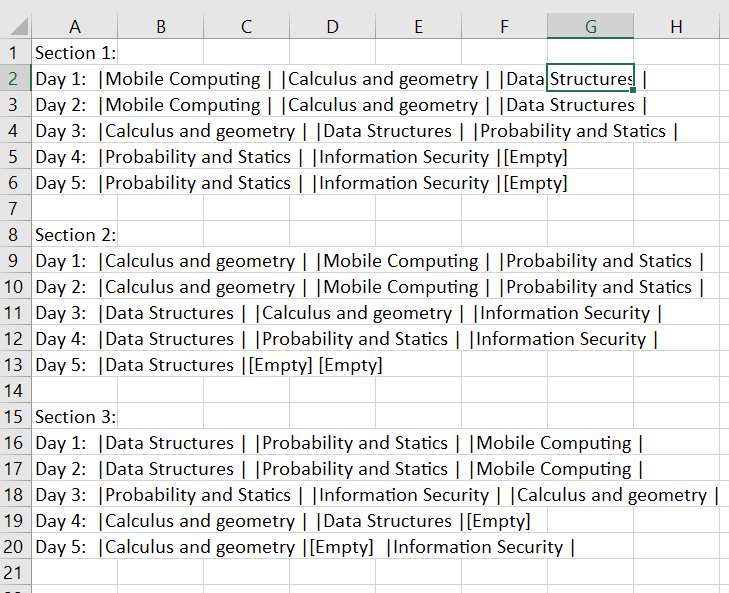 A B C D E F G H
1 Section 1:
2 Day 1: |Mobile Computing | |Calculus and geometry | |Data Structures |
3 Day 2: |Mobile Computing | |Calculus and geometry | |Data Structures |
4 Day 3: |Calculus and geometry | |Data Structures | |Probability and Statics |
5 Day 4: |Probability and Statics | |Information Security |[Empty]
6 Day 5: |Probability and Statics | |Information Security |[Empty]
7
8 Section 2:
9 Day 1: |Calculus and geometry | |Mobile Computing | |Probability and Statics |
10 Day 2: |Calculus and geometry | |Mobile Computing | |Probability and Statics |
11 Day 3: |Data Structures | |Calculus and geometry | |Information Security |
12 Day 4: |Data Structures | |Probability and Statics | |Information Security |
13 Day 5: |Data Structures |[Empty] [Empty]
14
15 Section 3:
16 Day 1: |Data Structures | |Probability and Statics | |Mobile Computing |
17 Day 2: |Data Structures | |Probability and Statics | |Mobile Computing |
18 Day 3: |Probability and Statics | |Information Security | |Calculus and geometry |
19 Day 4: |Calculus and geometry | |Data Structures |[Empty]
20 Day 5: |Calculus and geometry |[Empty] |Information Security |
21